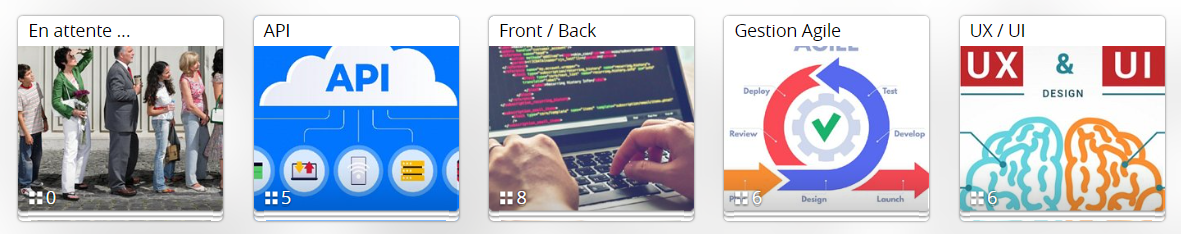 En attente ...
0
API
API
5
Front / Back
8
Gestion Agile
AGILE
Deploy
Test
Review
Develop
Design
Launch
6
UX / UI
UX & UI
DESIGN
6